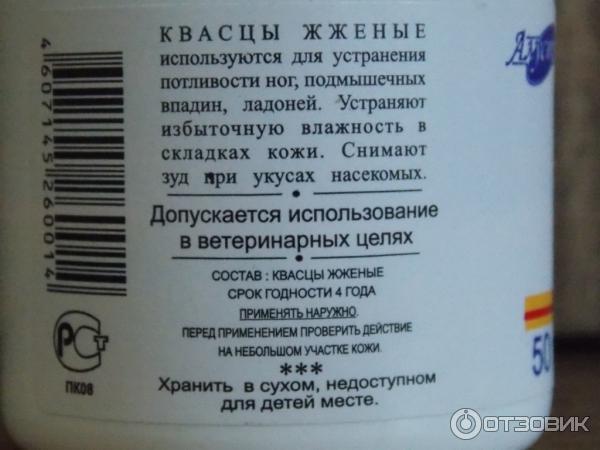 КВАСЦЫ ЖЖЕНЫЕ
используются для устранения
потливости ног, подмышечных
впадин, ладоней. Устраняют
избыточную влажность в
складках кожи. Снимают
зуд при укусах насекомых.
Допускается использование
в ветеринарных целях
СОСТАВ : КВАСЦЫ ЖЖЕНЫЕ
СРОК ГОДНОСТИ 4 ГОДА
ПРИМЕНЯТЬ НАРУЖНО.
ПЕРЕД ПРИМЕНЕНИЕМ ПРОВЕРИТЬ ДЕЙСТВИЕ
НА НЕБОЛЬШОМ УЧАСТКЕ КОЖИ.
***
Хранить в сухом, недоступном
для детей месте.
4607145260014
РСТ
ПК08
50
ОТЗОВИК